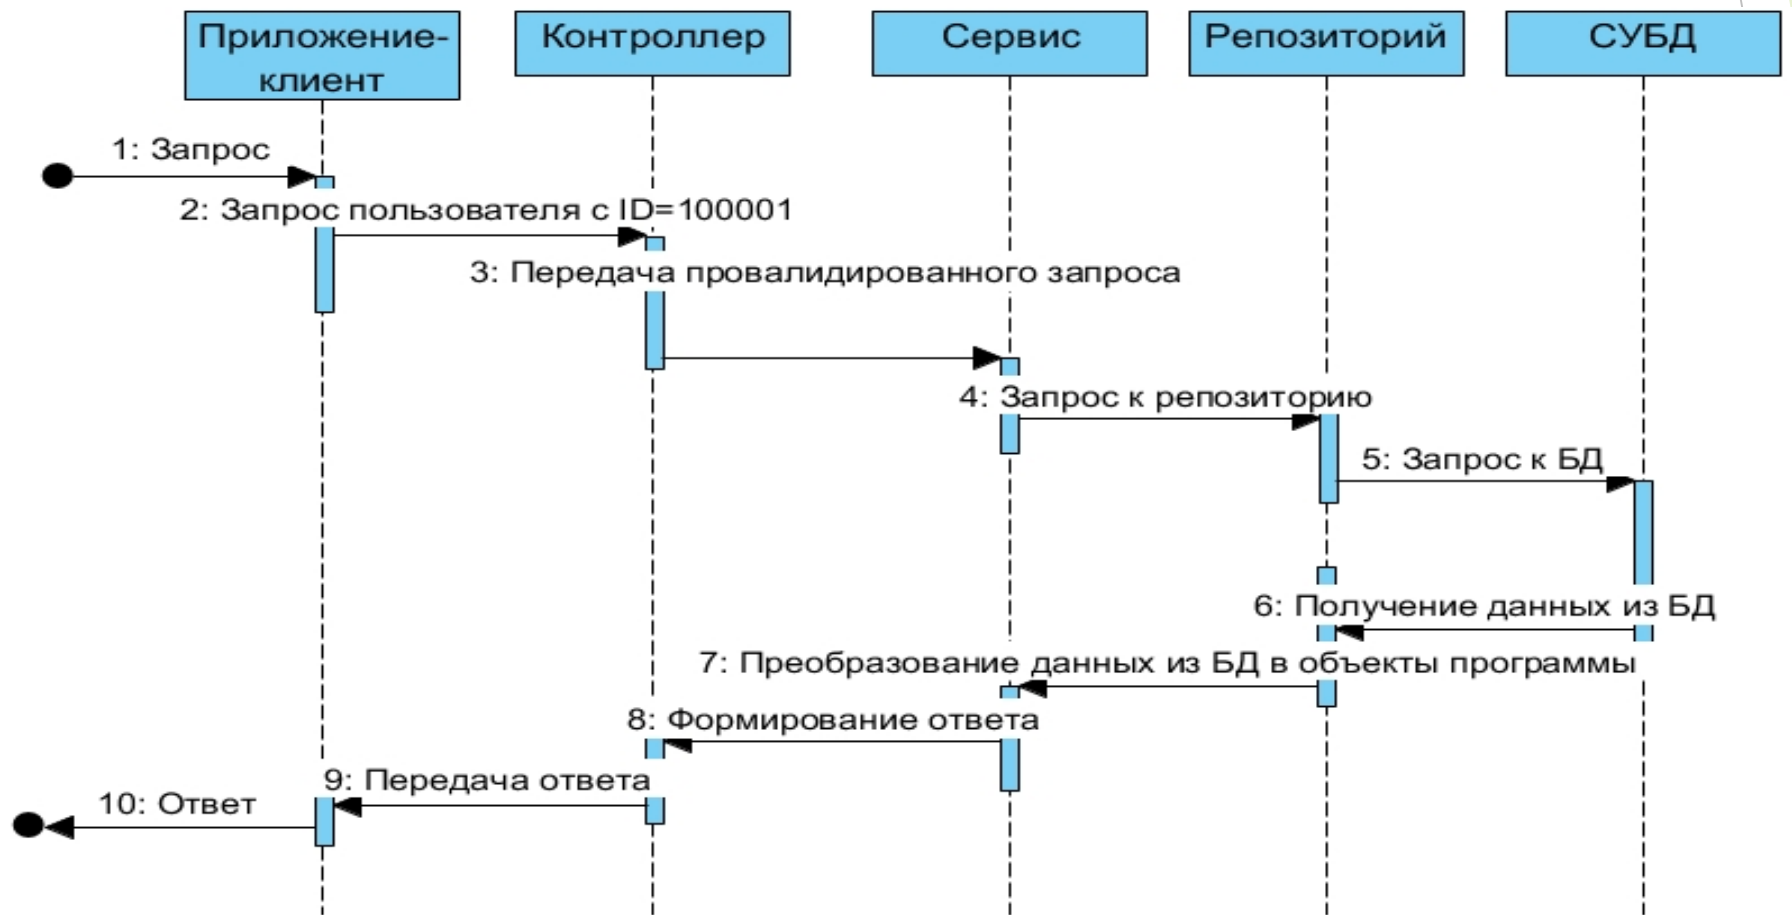 Приложение-
клиент
Контроллер
Сервис
Репозиторий
СУБД
1: Запрос
2: Запрос пользователя с ID=100001
3: Передача провалидированного запроса
4: Запрос к репозиторию
5: Запрос к БД
6: Получение данных из БД
7: Преобразование данных из БД в объекты программы
8: Формирование ответа
9: Передача ответа
10: Ответ